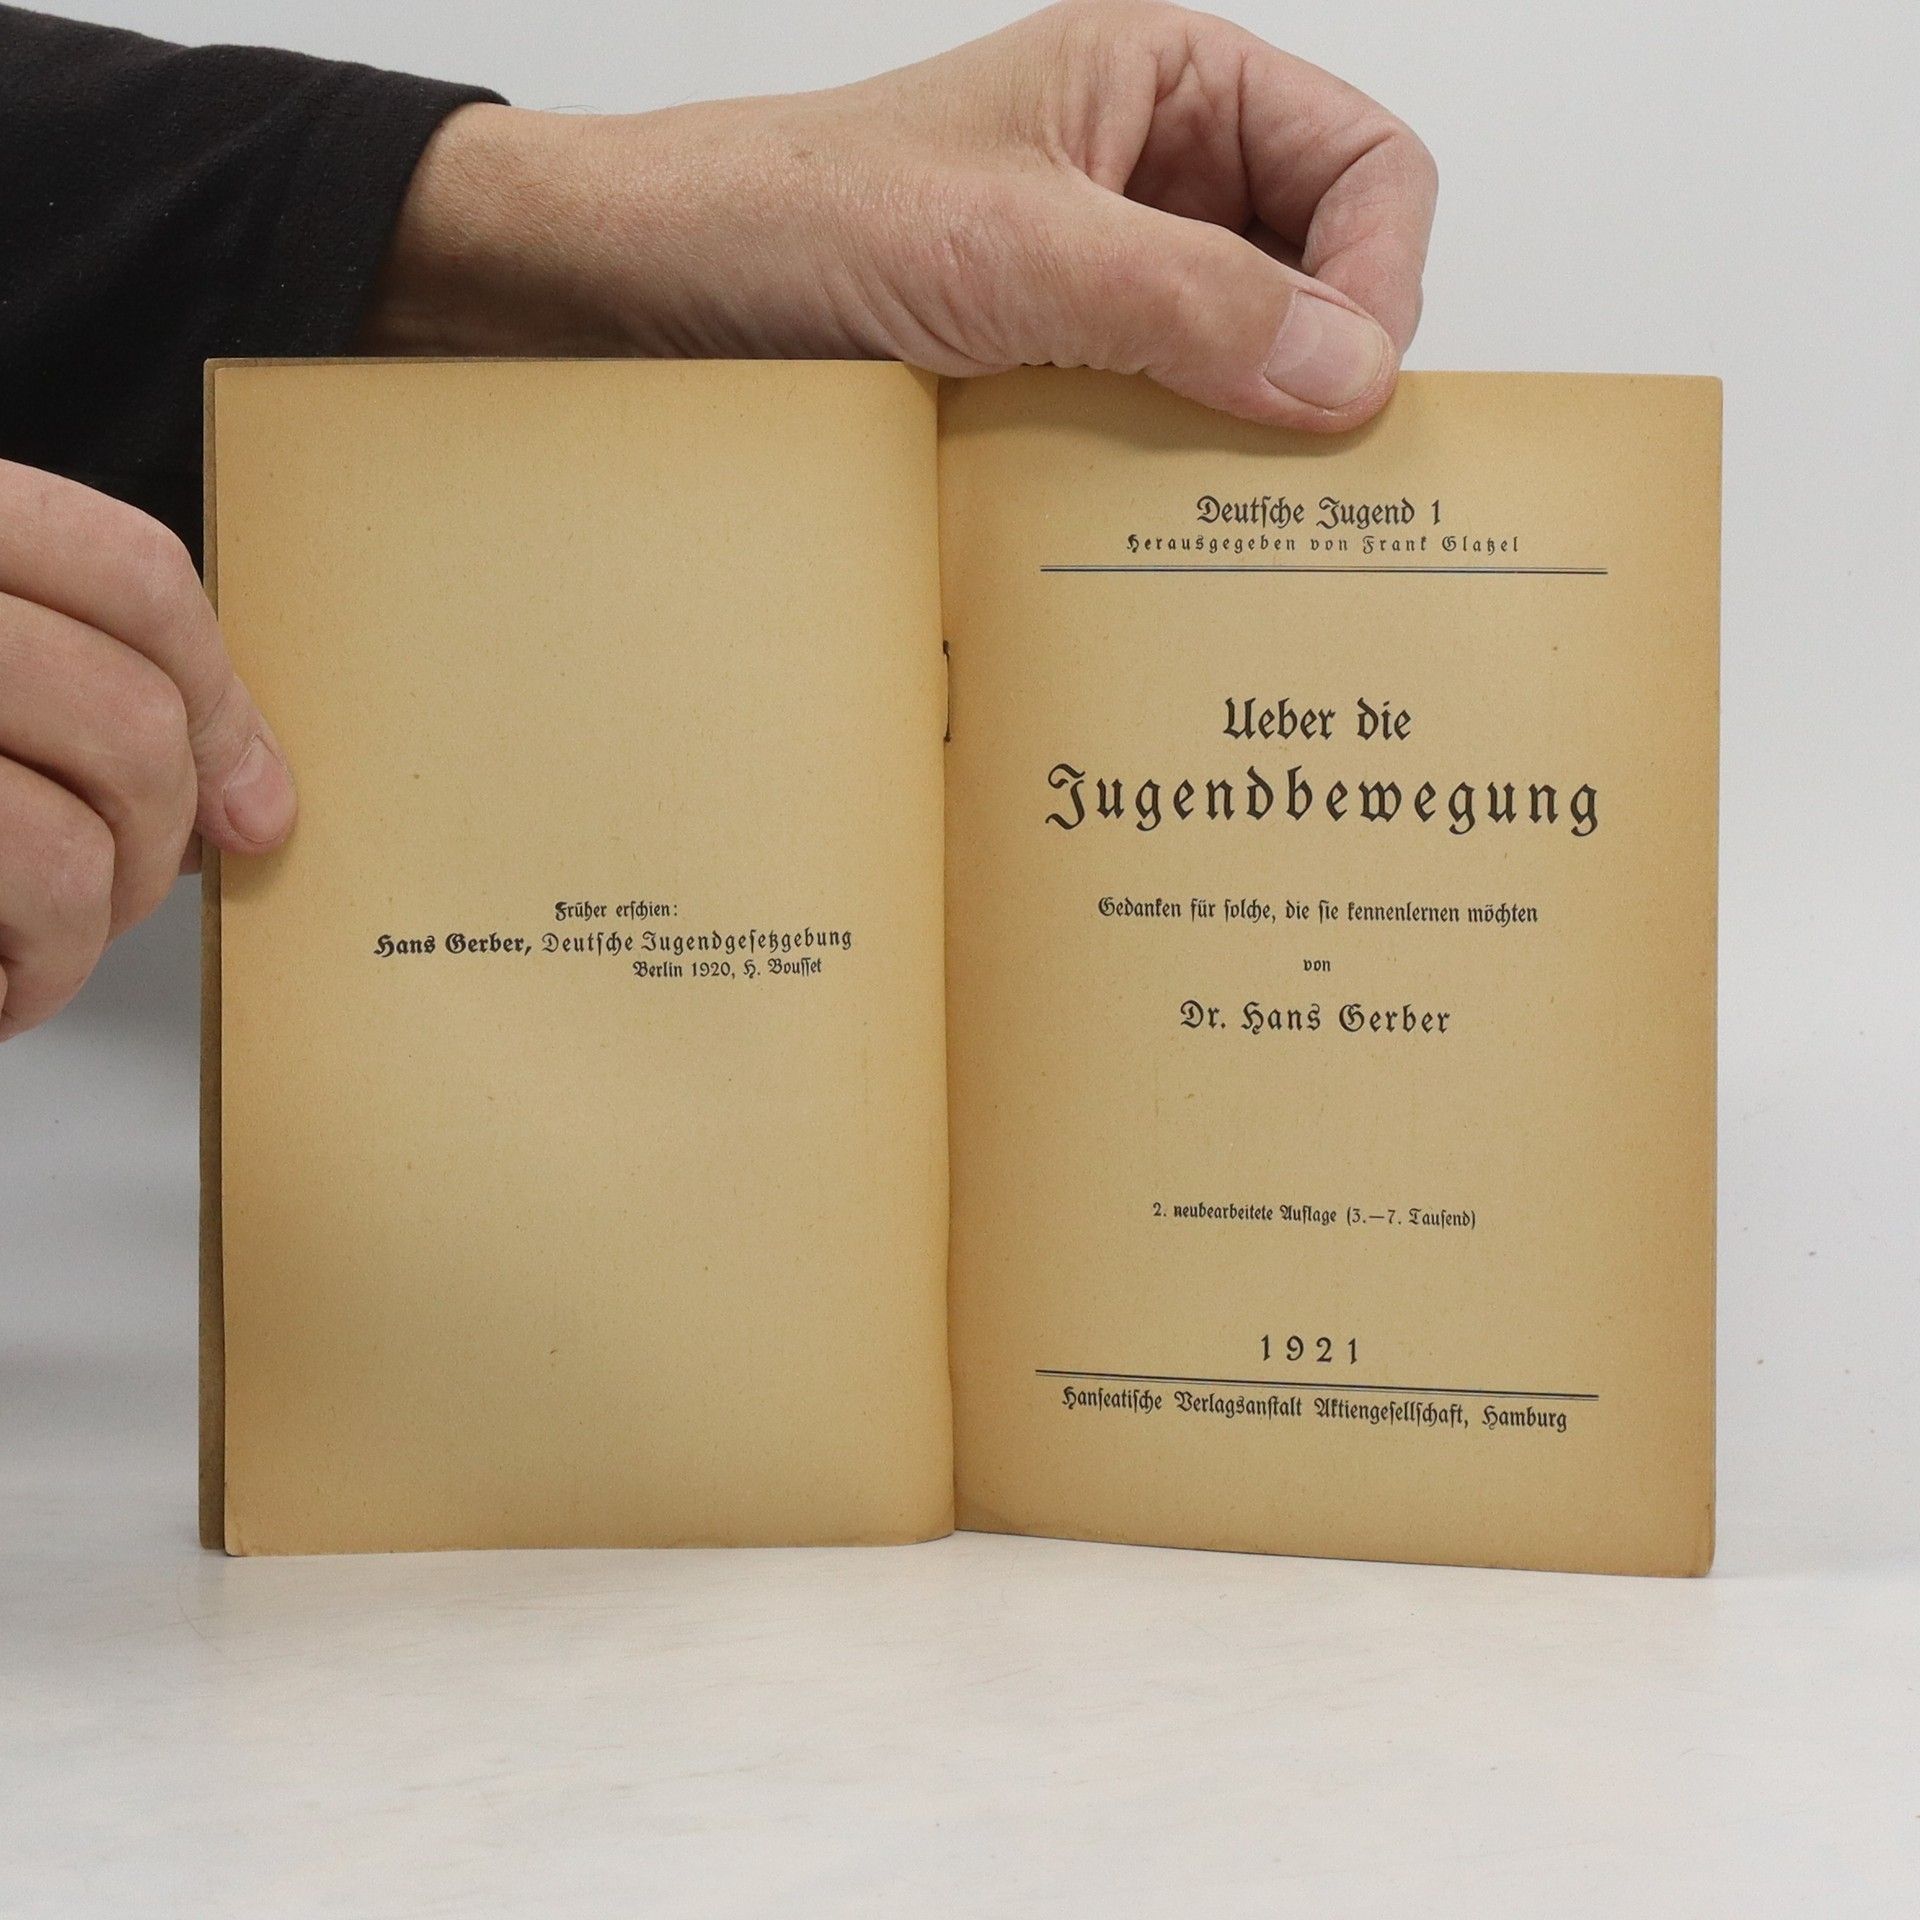 Früher erschien:
Hans Gerber, Deutsche Jugendgesetzgebung
Berlin 1920, H. Bousset
Deutsche Jugend 1
Herausgegeben von Frank Glatzel
Ueber die
Jugendbewegung
Gedanken für solche, die sie kennenlernen möchten
von
Dr. Hans Gerber
2. neubearbeitete Auflage (3.—7. Tausend)
1921
Hanseatische Verlagsanstalt Aktiengesellschaft, Hamburg